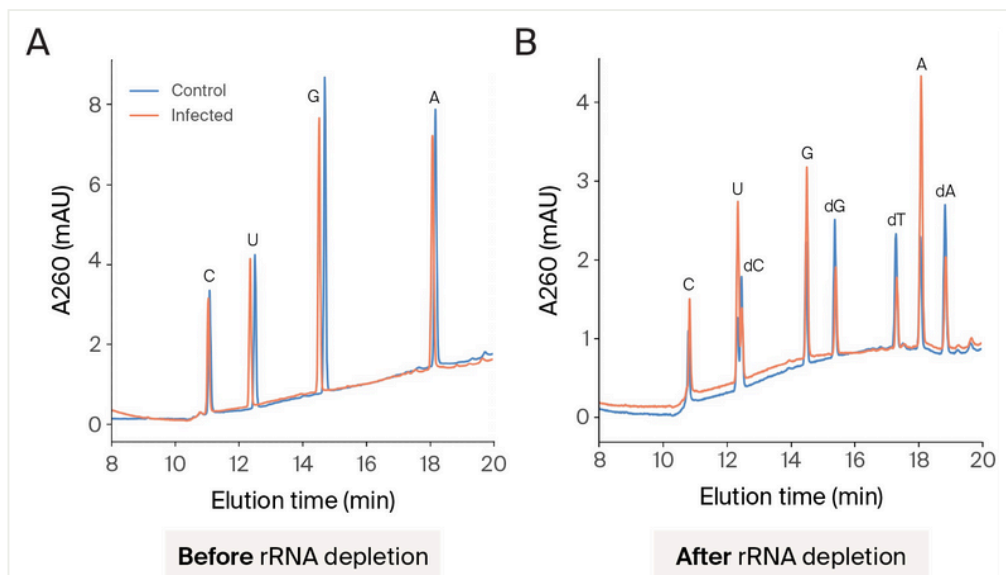 A
Control
Infected
C
U
G
A
A260 (mAU)
8
6
4
2
0
8
10
12
14
16
18
20
Elution time (min)
Before rRNA depletion
B
C
U
dC
G
dG
dT
A
dA
A260 (mAU)
4
3
2
1
0
8
10
12
14
16
18
20
Elution time (min)
After rRNA depletion